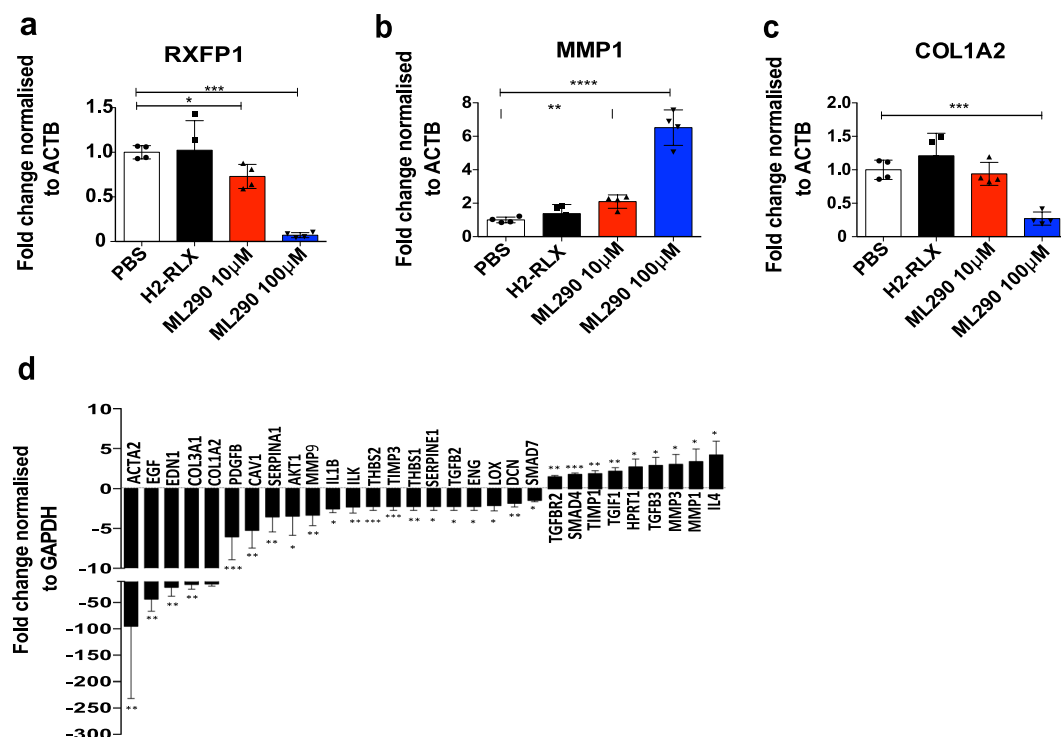 a
RXFP1
Fold change normalised
to ACTB
1.5
1.0
0.5
0
***
*
PBS
H2-RLX
ML290 10µM
ML290 100µM
b
MMP1
Fold change normalised
to ACTB
8
6
4
2
0
****
**
PBS
H2-RLX
ML290 10µM
ML290 100µM
c
COL1A2
Fold change normalised
to ACTB
2.0
1.5
1.0
0.5
0.0
***
PBS
H2-RLX
ML290 10µM
ML290 100µM
d
Fold change normalised
to GAPDH
10
5
0
-5
-10
-50
-100
-150
-200
-250
-300
ACTA2
EGF
EDN1
COL3A1
COL1A2
PDGFB
CAV1
SERPINA1
AKT1
MMP9
IL1B
ILK
THBS2
TIMP3
THBS1
SERPINE1
TGFB2
ENG
LOX
DCN
SMAD7
TGFBR2
SMAD4
TIMP1
TGIF1
HPRT1
TGFB3
MMP3
MMP1
IL4
**
**
**
**
***
**
**
*
**
*
**
***
***
**
*
*
*
*
**
*
**
***
**
**
*
*
*
*
*